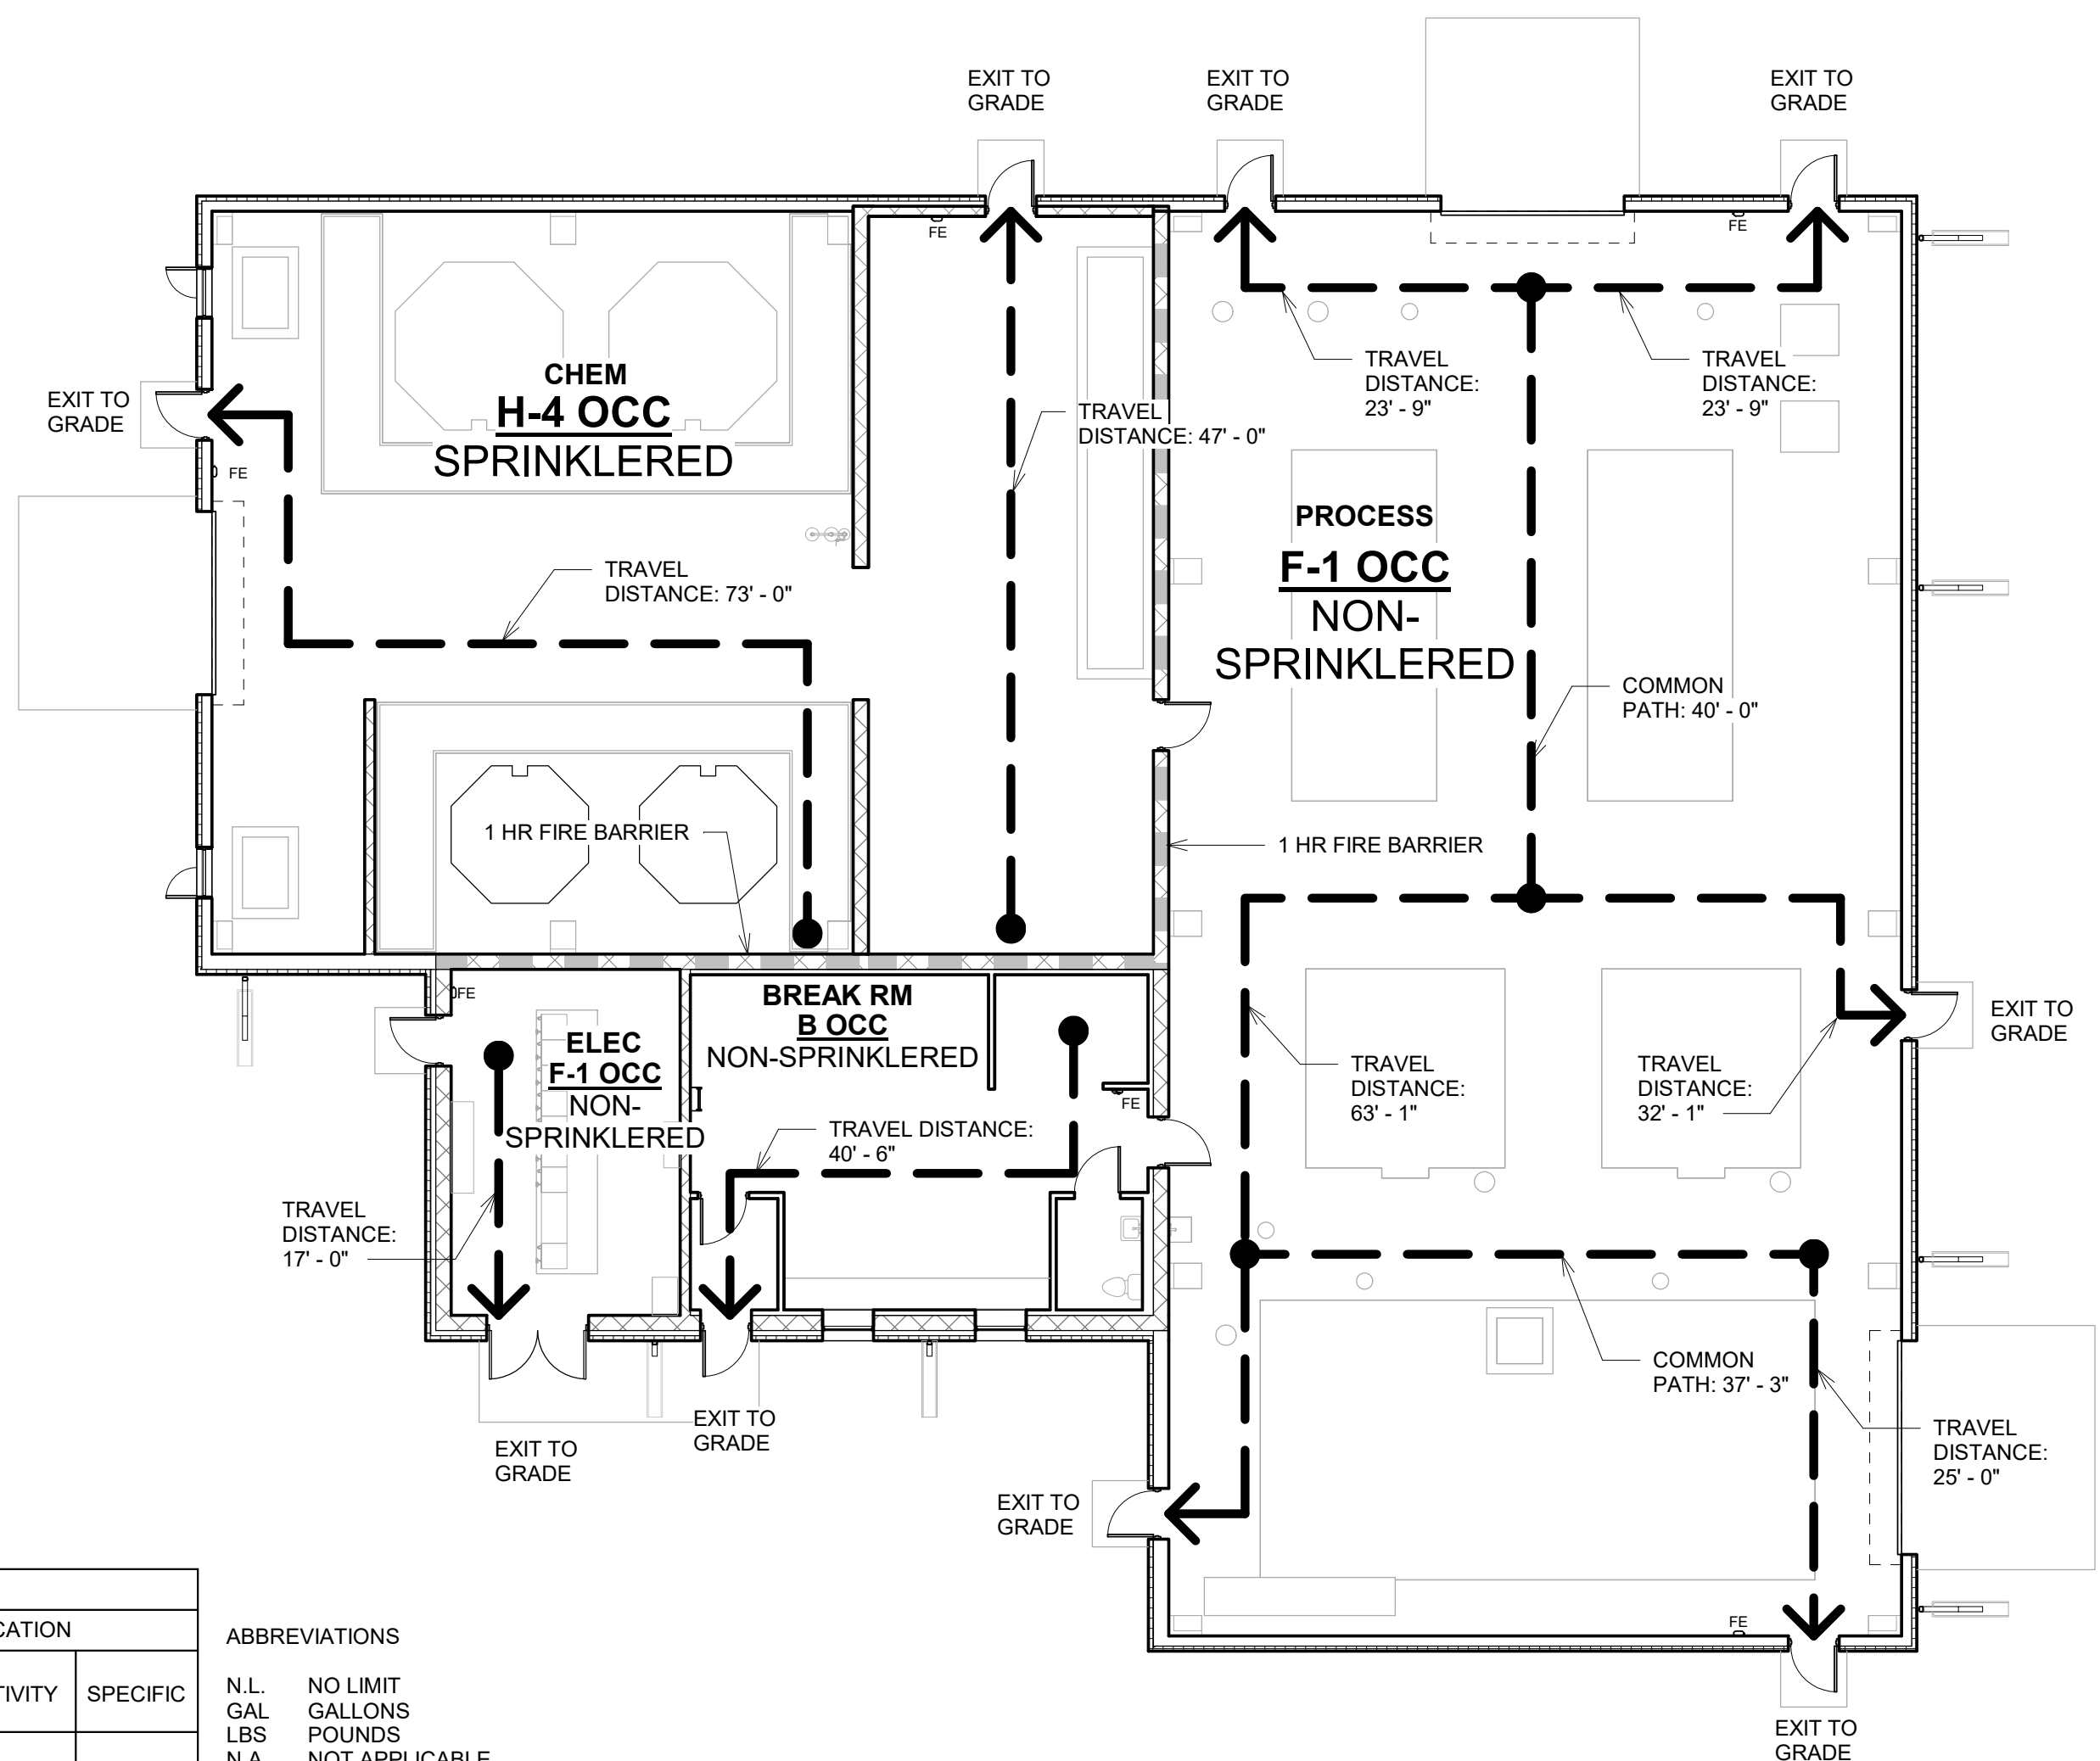 EXIT TO
GRADE
EXIT TO
GRADE
EXIT TO
GRADE
FE
FE
CHEM
H-4 OCC
SPRINKLERED
EXIT TO
GRADE
FE
TRAVEL
DISTANCE: 47' - 0"
TRAVEL
DISTANCE:
23' - 9"
TRAVEL
DISTANCE:
23' - 9"
PROCESS
F-1 OCC
NON-
SPRINKLERED
TRAVEL
DISTANCE: 73' - 0"
COMMON
PATH: 40' - 0"
1 HR FIRE BARRIER
1 HR FIRE BARRIER
FE
ELEC
F-1 OCC
NON-
SPRINKLERED
BREAK RM
B OCC
NON-SPRINKLERED
FE
TRAVEL DISTANCE:
40' - 6"
TRAVEL
DISTANCE:
63' - 1"
TRAVEL
DISTANCE:
32' - 1"
EXIT TO
GRADE
TRAVEL
DISTANCE:
17' - 0"
COMMON
PATH: 37' - 3"
TRAVEL
DISTANCE:
25' - 0"
EXIT TO
GRADE
EXIT TO
GRADE
EXIT TO
GRADE
FE
EXIT TO
GRADE
CATION
TIVITY
SPECIFIC
ABBREVIATIONS
N.L. NO LIMIT
GAL GALLONS
LBS POUNDS
N.A. NOT APPLICABLE